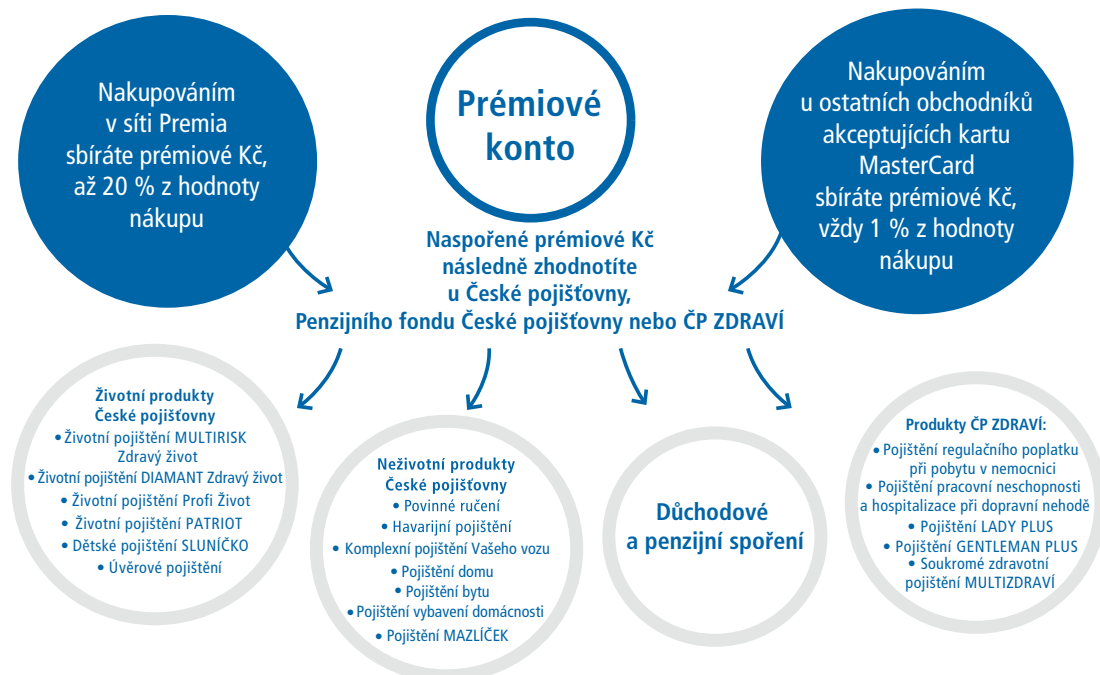 Nakupováním
v síti Premia
sbíráte prémiové Kč,
až 20 % z hodnoty
nákupu
Prémiové
konto
Nakupováním
u ostatních obchodníků
akceptujících kartu
MasterCard
sbíráte prémiové Kč,
vždy 1 % z hodnoty
nákupu
Naspořené prémiové Kč
následně zhodnotíte
u České pojišťovny,
Penzijního fondu České pojišťovny nebo ČP ZDRAVÍ
Životní produkty
České pojišťovny
• Životní pojištění MULTIRISK
Zdravý život
• Životní pojištění DIAMANT Zdravý život
• Životní pojištění Profi Život
• Životní pojištění PATRIOT
• Dětské pojištění SLUNÍČKO
• Úvěrové pojištění
Neživotní produkty
České pojišťovny
• Povinné ručení
• Havarijní pojištění
• Komplexní pojištění Vašeho vozu
• Pojištění domu
• Pojištění bytu
• Pojištění vybavení domácnosti
• Pojištění MAZLÍČEK
Důchodové
a penzijní spoření
Produkty ČP ZDRAVÍ:
• Pojištění regulačního poplatku
při pobytu v nemocnici
• Pojištění pracovní neschopnosti
a hospitalizace při dopravní nehodě
• Pojištění LADY PLUS
• Pojištění GENTLEMAN PLUS
• Soukromé zdravotní
pojištění MULTIZDRAVÍ